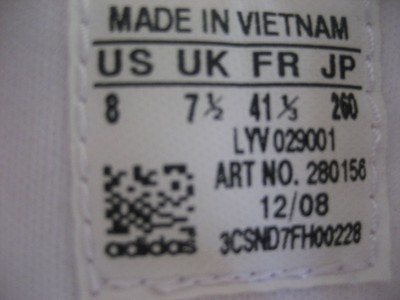 MADE IN VIETNAM
US UK FR JP
8 7½ 41⅓ 260
LYV 029001
ART NO. 280156
12/08
adidas 3CSND7FH00228